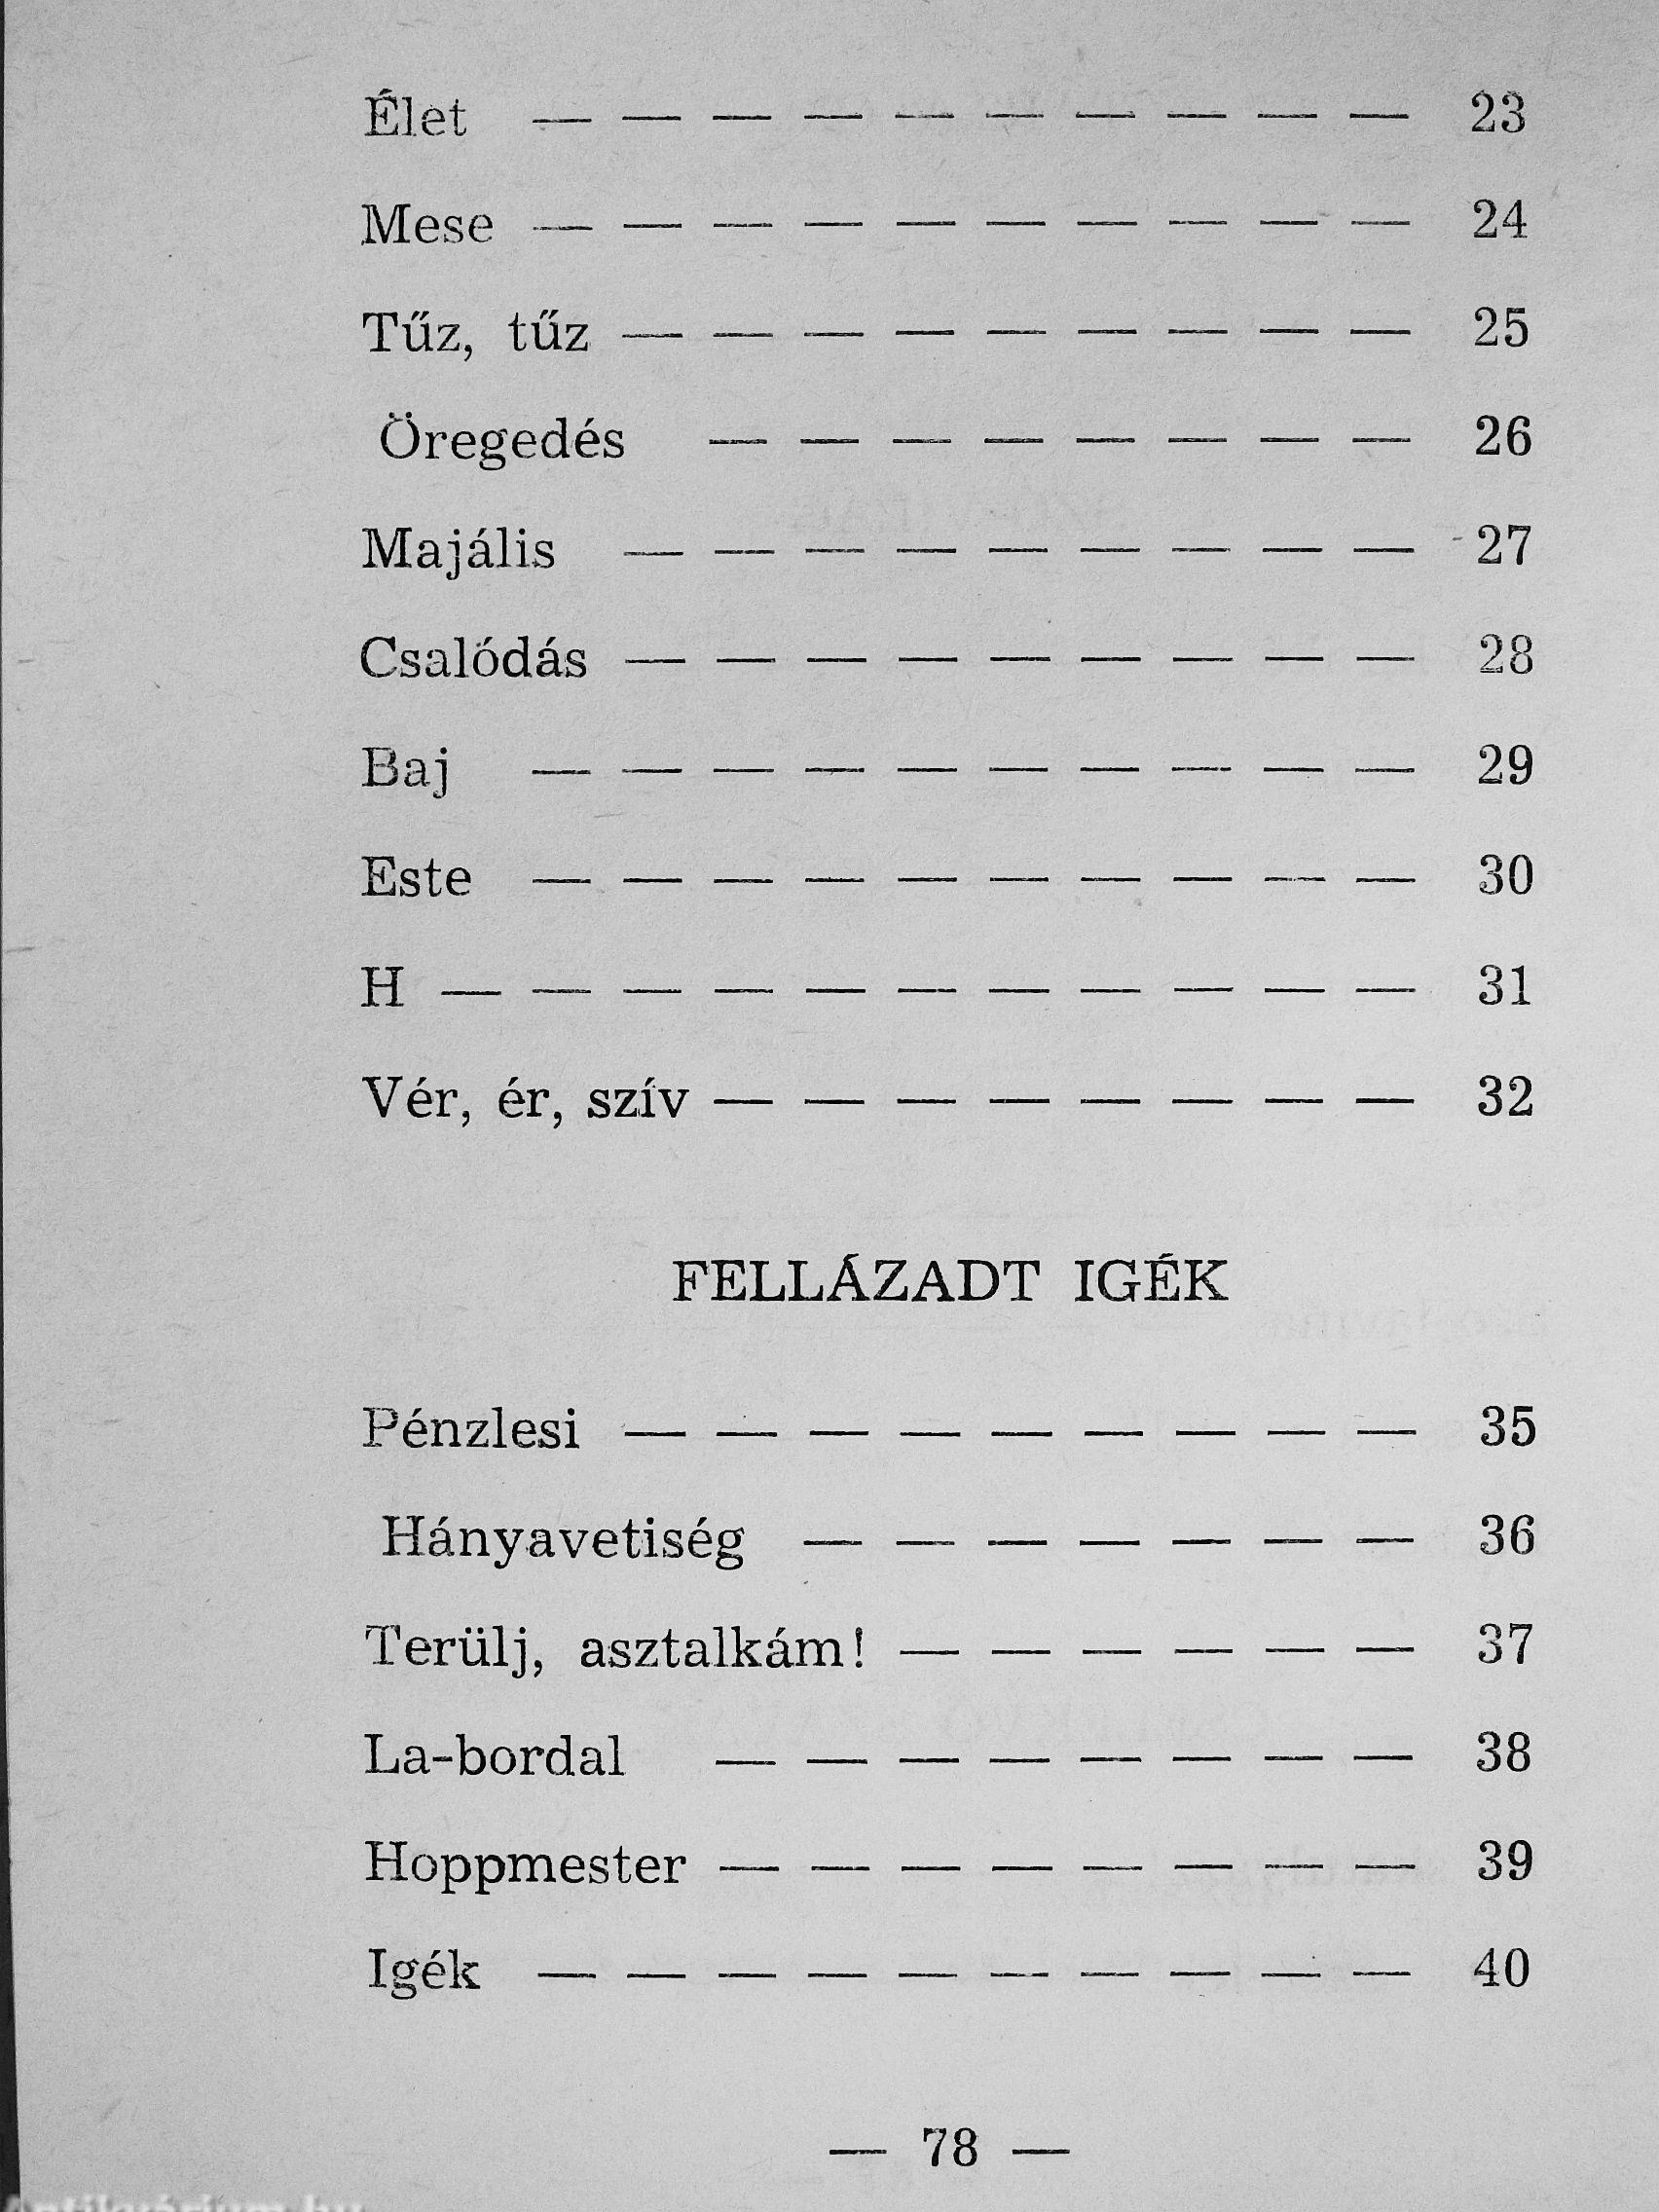 Élet — — — — — — — — — — 23
Mese — — — — — — — — — — 24
Tűz, tűz — — — — — — — — — 25
Öregedés — — — — — — — — 26
Majális — — — — — — — — — 27
Csalódás — — — — — — — — — 28
Baj — — — — — — — — — — 29
Este — — — — — — — — — — 30
H — — — — — — — — — — — 31
Vér, ér, szív — — — — — — — — 32
FELLÁZADT IGÉK
Pénzlesi — — — — — — — — — 35
Hányavetiség — — — — — — — 36
Terülj, asztalkám! — — — — — — 37
La-bordal — — — — — — — — 38
Hoppmester — — — — — — — — 39
Igék — — — — — — — — — — 40
— 78 —
Antikvárium.hu